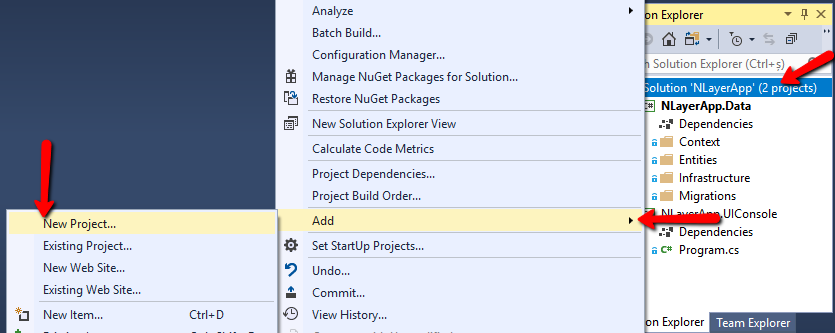 Analyze
Batch Build...
Configuration Manager...
Manage NuGet Packages for Solution...
Restore NuGet Packages
New Solution Explorer View
Calculate Code Metrics
Project Dependencies...
Project Build Order...
Add
Set StartUp Projects...
Undo...
Commit...
View History...
New Project...
Existing Project...
New Web Site...
Existing Web Site...
New Item... Ctrl+D
on Explorer
Solution Explorer (Ctrl+ş)
Solution 'NLayerApp' (2 projects)
C# NLayerApp.Data
Dependencies
Context
Entities
Infrastructure
Migrations
NLayerApp.UIConsole
Dependencies
C# Program.cs
on Explorer Team Explorer